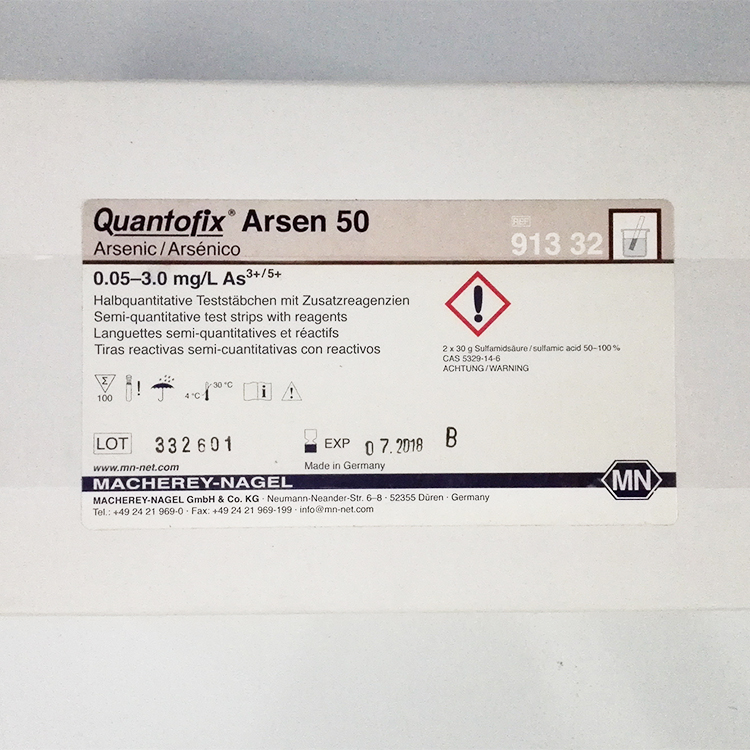 Quantofix® Arsen 50
Arsenic / Arsénico
REF
913 32
0.05–3.0 mg/L As3+/5+
Halbquantitative Teststäbchen mit Zusatzreagenzien
Semi-quantitative test strips with reagents
Languettes semi-quantitatives et réactifs
Tiras reactivas semi-cuantitativas con reactivos
2 x 30 g Sulfamidsäure / sulfamic acid 50–100 %
CAS 5329-14-6
ACHTUNG / WARNING
Σ
100
4 °C
30 °C
LOT 332601
EXP 07.2018 B
www.mn-net.com
Made in Germany
MACHEREY-NAGEL
MN
MACHEREY-NAGEL GmbH & Co. KG · Neumann-Neander-Str. 6–8 · 52355 Düren · Germany
Tel.: +49 24 21 969-0 · Fax: +49 24 21 969-199 · info@mn-net.com